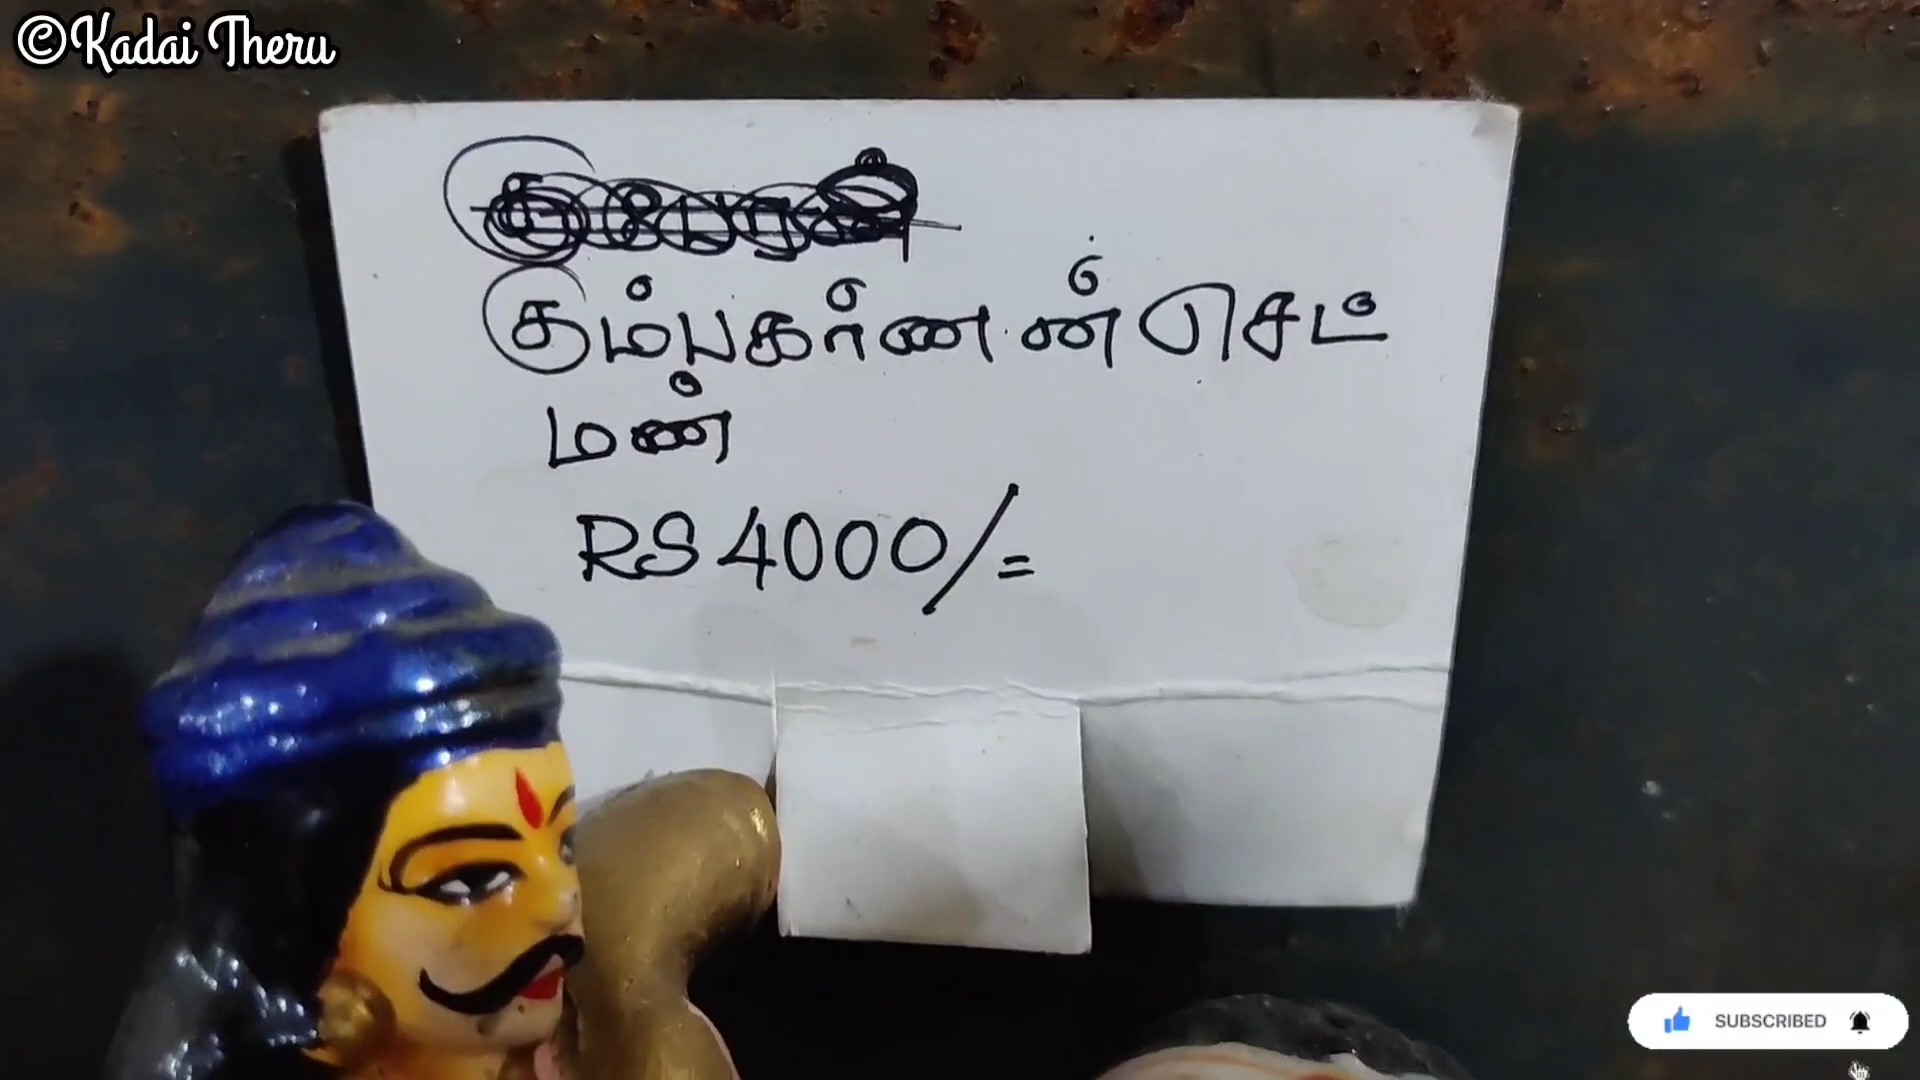 ©Kadai Theru
கும்பகர்ணன் செட்
மண்
RS 4000/=
SUBSCRIBED